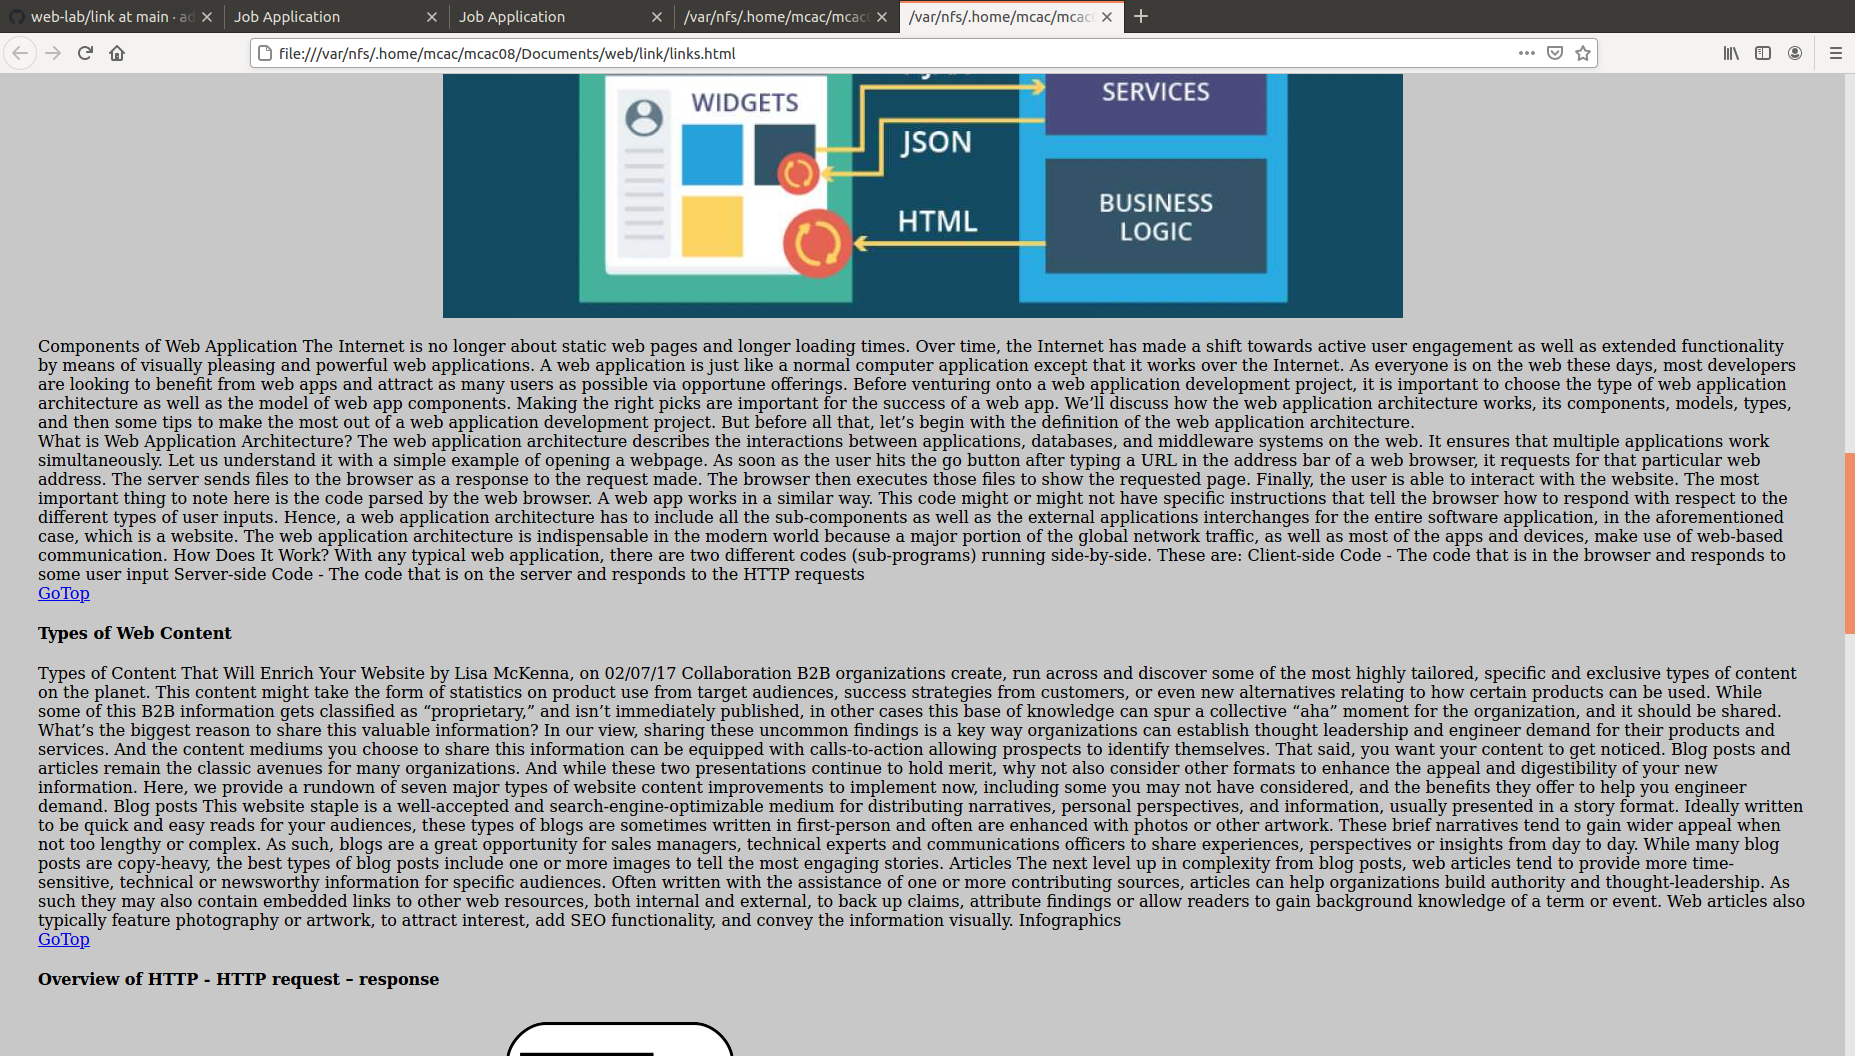 web-lab/link at main · ad
Job Application
Job Application
/var/nfs/.home/mcac/mcac
/var/nfs/.home/mcac/mcac
file:///var/nfs/.home/mcac/mcac08/Documents/web/link/links.html
WIDGETS
SERVICES
JSON
BUSINESS
LOGIC
HTML
Components of Web Application The Internet is no longer about static web pages and longer loading times. Over time, the Internet has made a shift towards active user engagement as well as extended functionality
by means of visually pleasing and powerful web applications. A web application is just like a normal computer application except that it works over the Internet. As everyone is on the web these days, most developers
are looking to benefit from web apps and attract as many users as possible via opportune offerings. Before venturing onto a web application development project, it is important to choose the type of web application
architecture as well as the model of web app components. Making the right picks are important for the success of a web app. We’ll discuss how the web application architecture works, its components, models, types,
and then some tips to make the most out of a web application development project. But before all that, let’s begin with the definition of the web application architecture.
What is Web Application Architecture? The web application architecture describes the interactions between applications, databases, and middleware systems on the web. It ensures that multiple applications work
simultaneously. Let us understand it with a simple example of opening a webpage. As soon as the user hits the go button after typing a URL in the address bar of a web browser, it requests for that particular web
address. The server sends files to the browser as a response to the request made. The browser then executes those files to show the requested page. Finally, the user is able to interact with the website. The most
important thing to note here is the code parsed by the web browser. A web app works in a similar way. This code might or might not have specific instructions that tell the browser how to respond with respect to the
different types of user inputs. Hence, a web application architecture has to include all the sub-components as well as the external applications interchanges for the entire software application, in the aforementioned
case, which is a website. The web application architecture is indispensable in the modern world because a major portion of the global network traffic, as well as most of the apps and devices, make use of web-based
communication. How Does It Work? With any typical web application, there are two different codes (sub-programs) running side-by-side. These are: Client-side Code - The code that is in the browser and responds to
some user input Server-side Code - The code that is on the server and responds to the HTTP requests
GoTop
Types of Web Content
Types of Content That Will Enrich Your Website by Lisa McKenna, on 02/07/17 Collaboration B2B organizations create, run across and discover some of the most highly tailored, specific and exclusive types of content
on the planet. This content might take the form of statistics on product use from target audiences, success strategies from customers, or even new alternatives relating to how certain products can be used. While
some of this B2B information gets classified as “proprietary,” and isn’t immediately published, in other cases this base of knowledge can spur a collective “aha” moment for the organization, and it should be shared.
What’s the biggest reason to share this valuable information? In our view, sharing these uncommon findings is a key way organizations can establish thought leadership and engineer demand for their products and
services. And the content mediums you choose to share this information can be equipped with calls-to-action allowing prospects to identify themselves. That said, you want your content to get noticed. Blog posts and
articles remain the classic avenues for many organizations. And while these two presentations continue to hold merit, why not also consider other formats to enhance the appeal and digestibility of your new
information. Here, we provide a rundown of seven major types of website content improvements to implement now, including some you may not have considered, and the benefits they offer to help you engineer
demand. Blog posts This website staple is a well-accepted and search-engine-optimizable medium for distributing narratives, personal perspectives, and information, usually presented in a story format. Ideally written
to be quick and easy reads for your audiences, these types of blogs are sometimes written in first-person and often are enhanced with photos or other artwork. These brief narratives tend to gain wider appeal when
not too lengthy or complex. As such, blogs are a great opportunity for sales managers, technical experts and communications officers to share experiences, perspectives or insights from day to day. While many blog
posts are copy-heavy, the best types of blog posts include one or more images to tell the most engaging stories. Articles The next level up in complexity from blog posts, web articles tend to provide more time-
sensitive, technical or newsworthy information for specific audiences. Often written with the assistance of one or more contributing sources, articles can help organizations build authority and thought-leadership. As
such they may also contain embedded links to other web resources, both internal and external, to back up claims, attribute findings or allow readers to gain background knowledge of a term or event. Web articles also
typically feature photography or artwork, to attract interest, add SEO functionality, and convey the information visually. Infographics
GoTop
Overview of HTTP - HTTP request – response